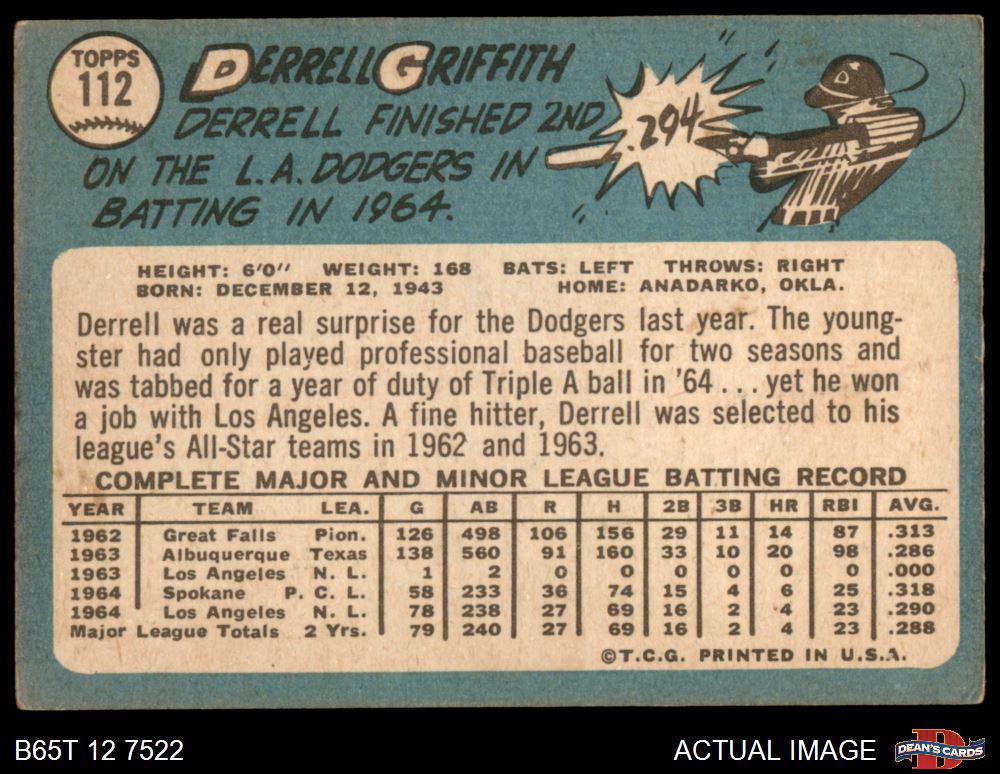 TOPPS
112
DERRELL GRIFFITH
DERRELL FINISHED 2ND
ON THE L.A. DODGERS IN
BATTING IN 1964.
.294
D
HEIGHT: 6'0" WEIGHT: 168 BATS: LEFT THROWS: RIGHT
BORN: DECEMBER 12, 1943 HOME: ANADARKO, OKLA.
Derrell was a real surprise for the Dodgers last year. The young-
ster had only played professional baseball for two seasons and
was tabbed for a year of duty of Triple A ball in '64 . . . yet he won
a job with Los Angeles. A fine hitter, Derrell was selected to his
league's All-Star teams in 1962 and 1963.
COMPLETE MAJOR AND MINOR LEAGUE BATTING RECORD
YEAR TEAM LEA. G AB R H 2B 3B HR RBI AVG.
1962 Great Falls Pion. 126 498 106 156 29 11 14 87 .313
1963 Albuquerque Texas 138 560 91 160 33 10 20 98 .286
1963 Los Angeles N. L. 1 2 0 0 0 0 0 0 .000
1964 Spokane P. C. L. 58 233 36 74 15 4 6 25 .318
1964 Los Angeles N. L. 78 238 27 69 16 2 4 23 .290
Major League Totals 2 Yrs. 79 240 27 69 16 2 4 23 .288
©T.C.G. PRINTED IN U.S.A.
B65T 12 7522
ACTUAL IMAGE
D
DEAN'S CARDS